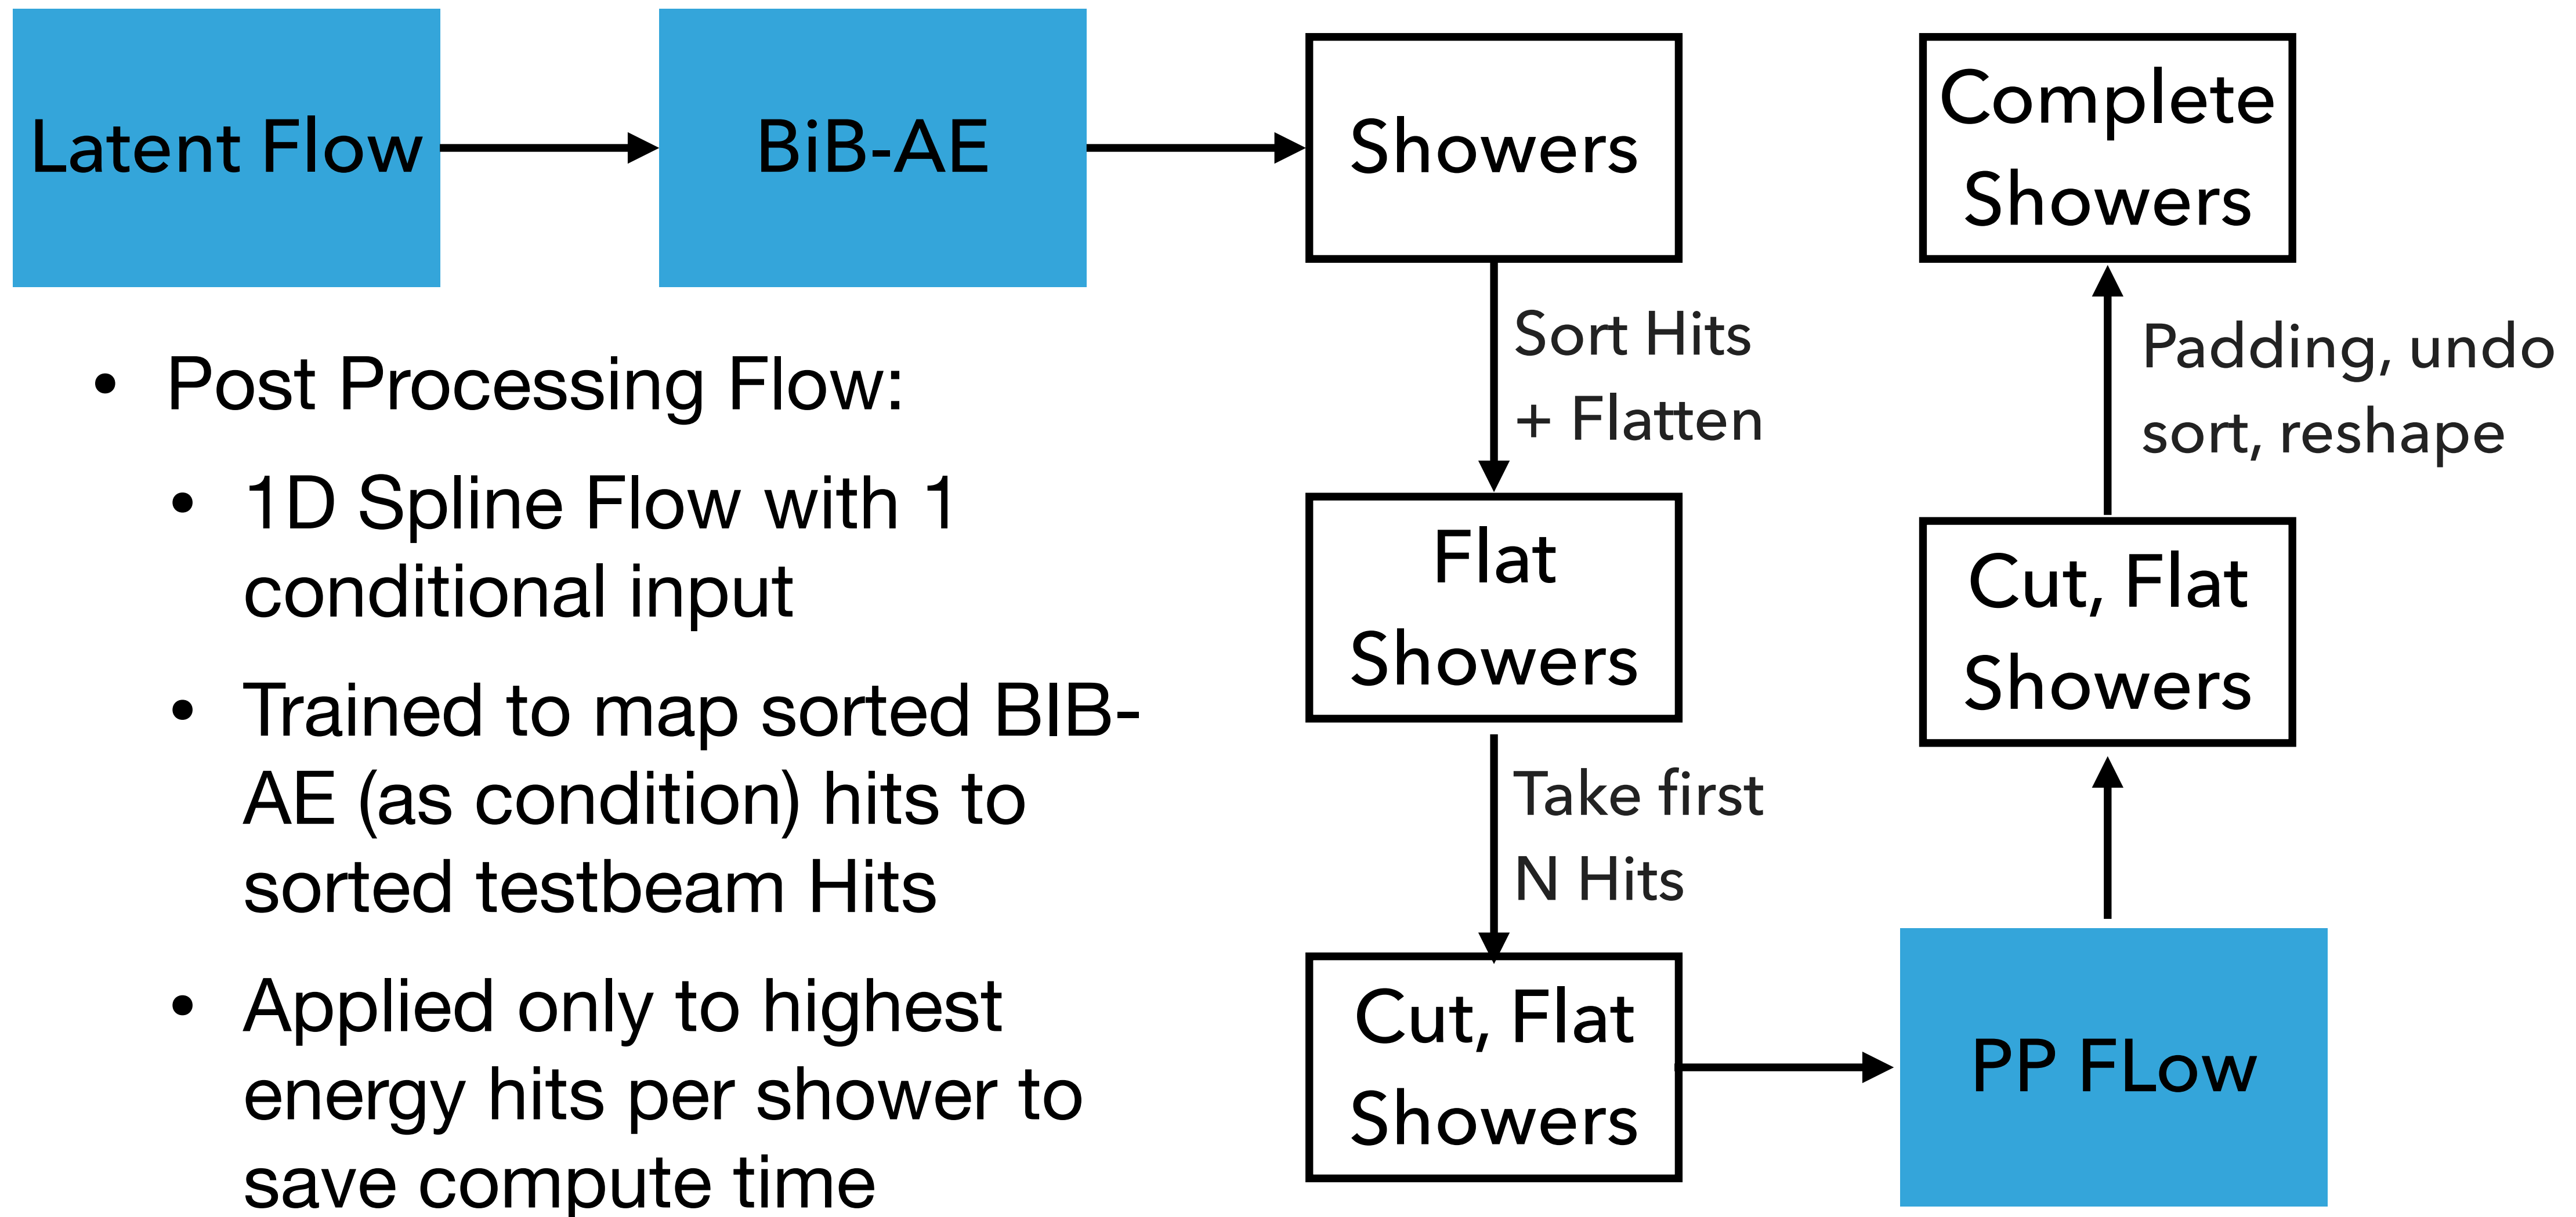 Latent Flow
BiB-AE
Showers
Complete
Showers
Sort Hits
+ Flatten
Padding, undo
sort, reshape
• Post Processing Flow:
• 1D Spline Flow with 1
conditional input
• Trained to map sorted BIB-
AE (as condition) hits to
sorted testbeam Hits
• Applied only to highest
energy hits per shower to
save compute time
Flat
Showers
Cut, Flat
Showers
Take first
N Hits
Cut, Flat
Showers
PP FLow